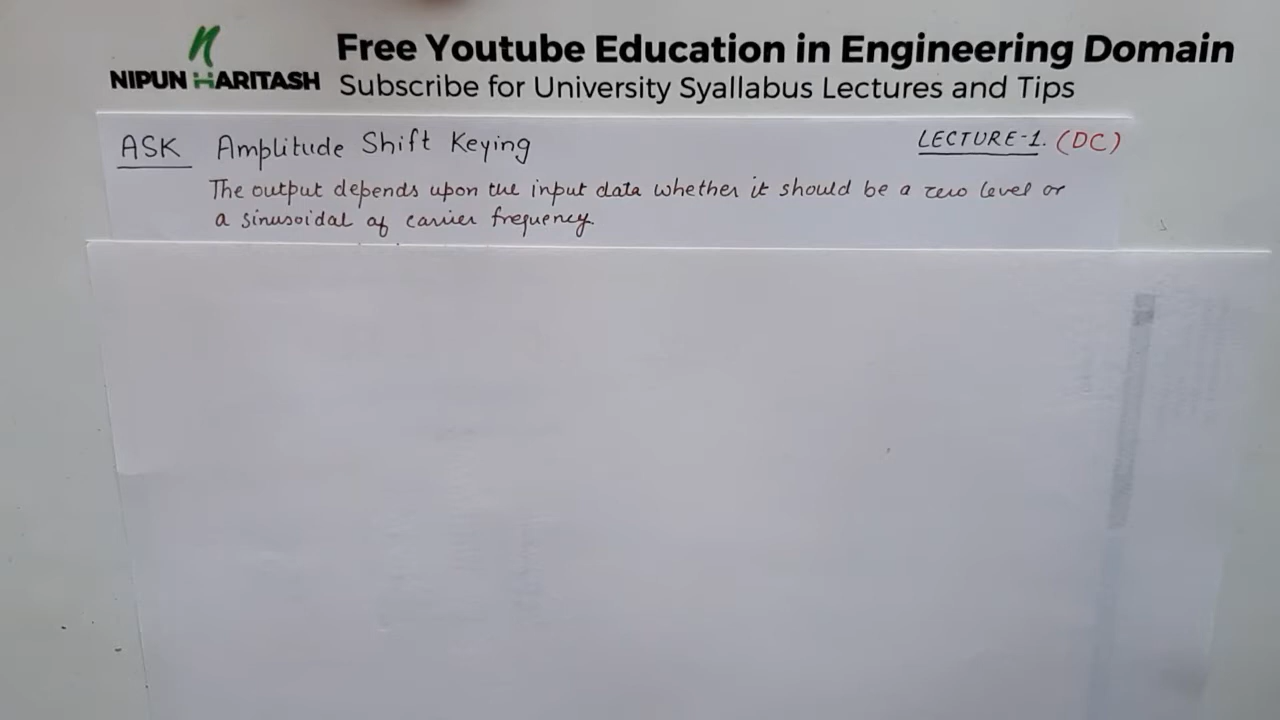 Free Youtube Education in Engineering Domain
NIPUN HARITASH
Subscribe for University Syallabus Lectures and Tips
ASK Amplitude Shift Keying
LECTURE-1. (DC)
The output depends upon the input data whether it should be a zero level or
a sinusoidal of carrier frequency.